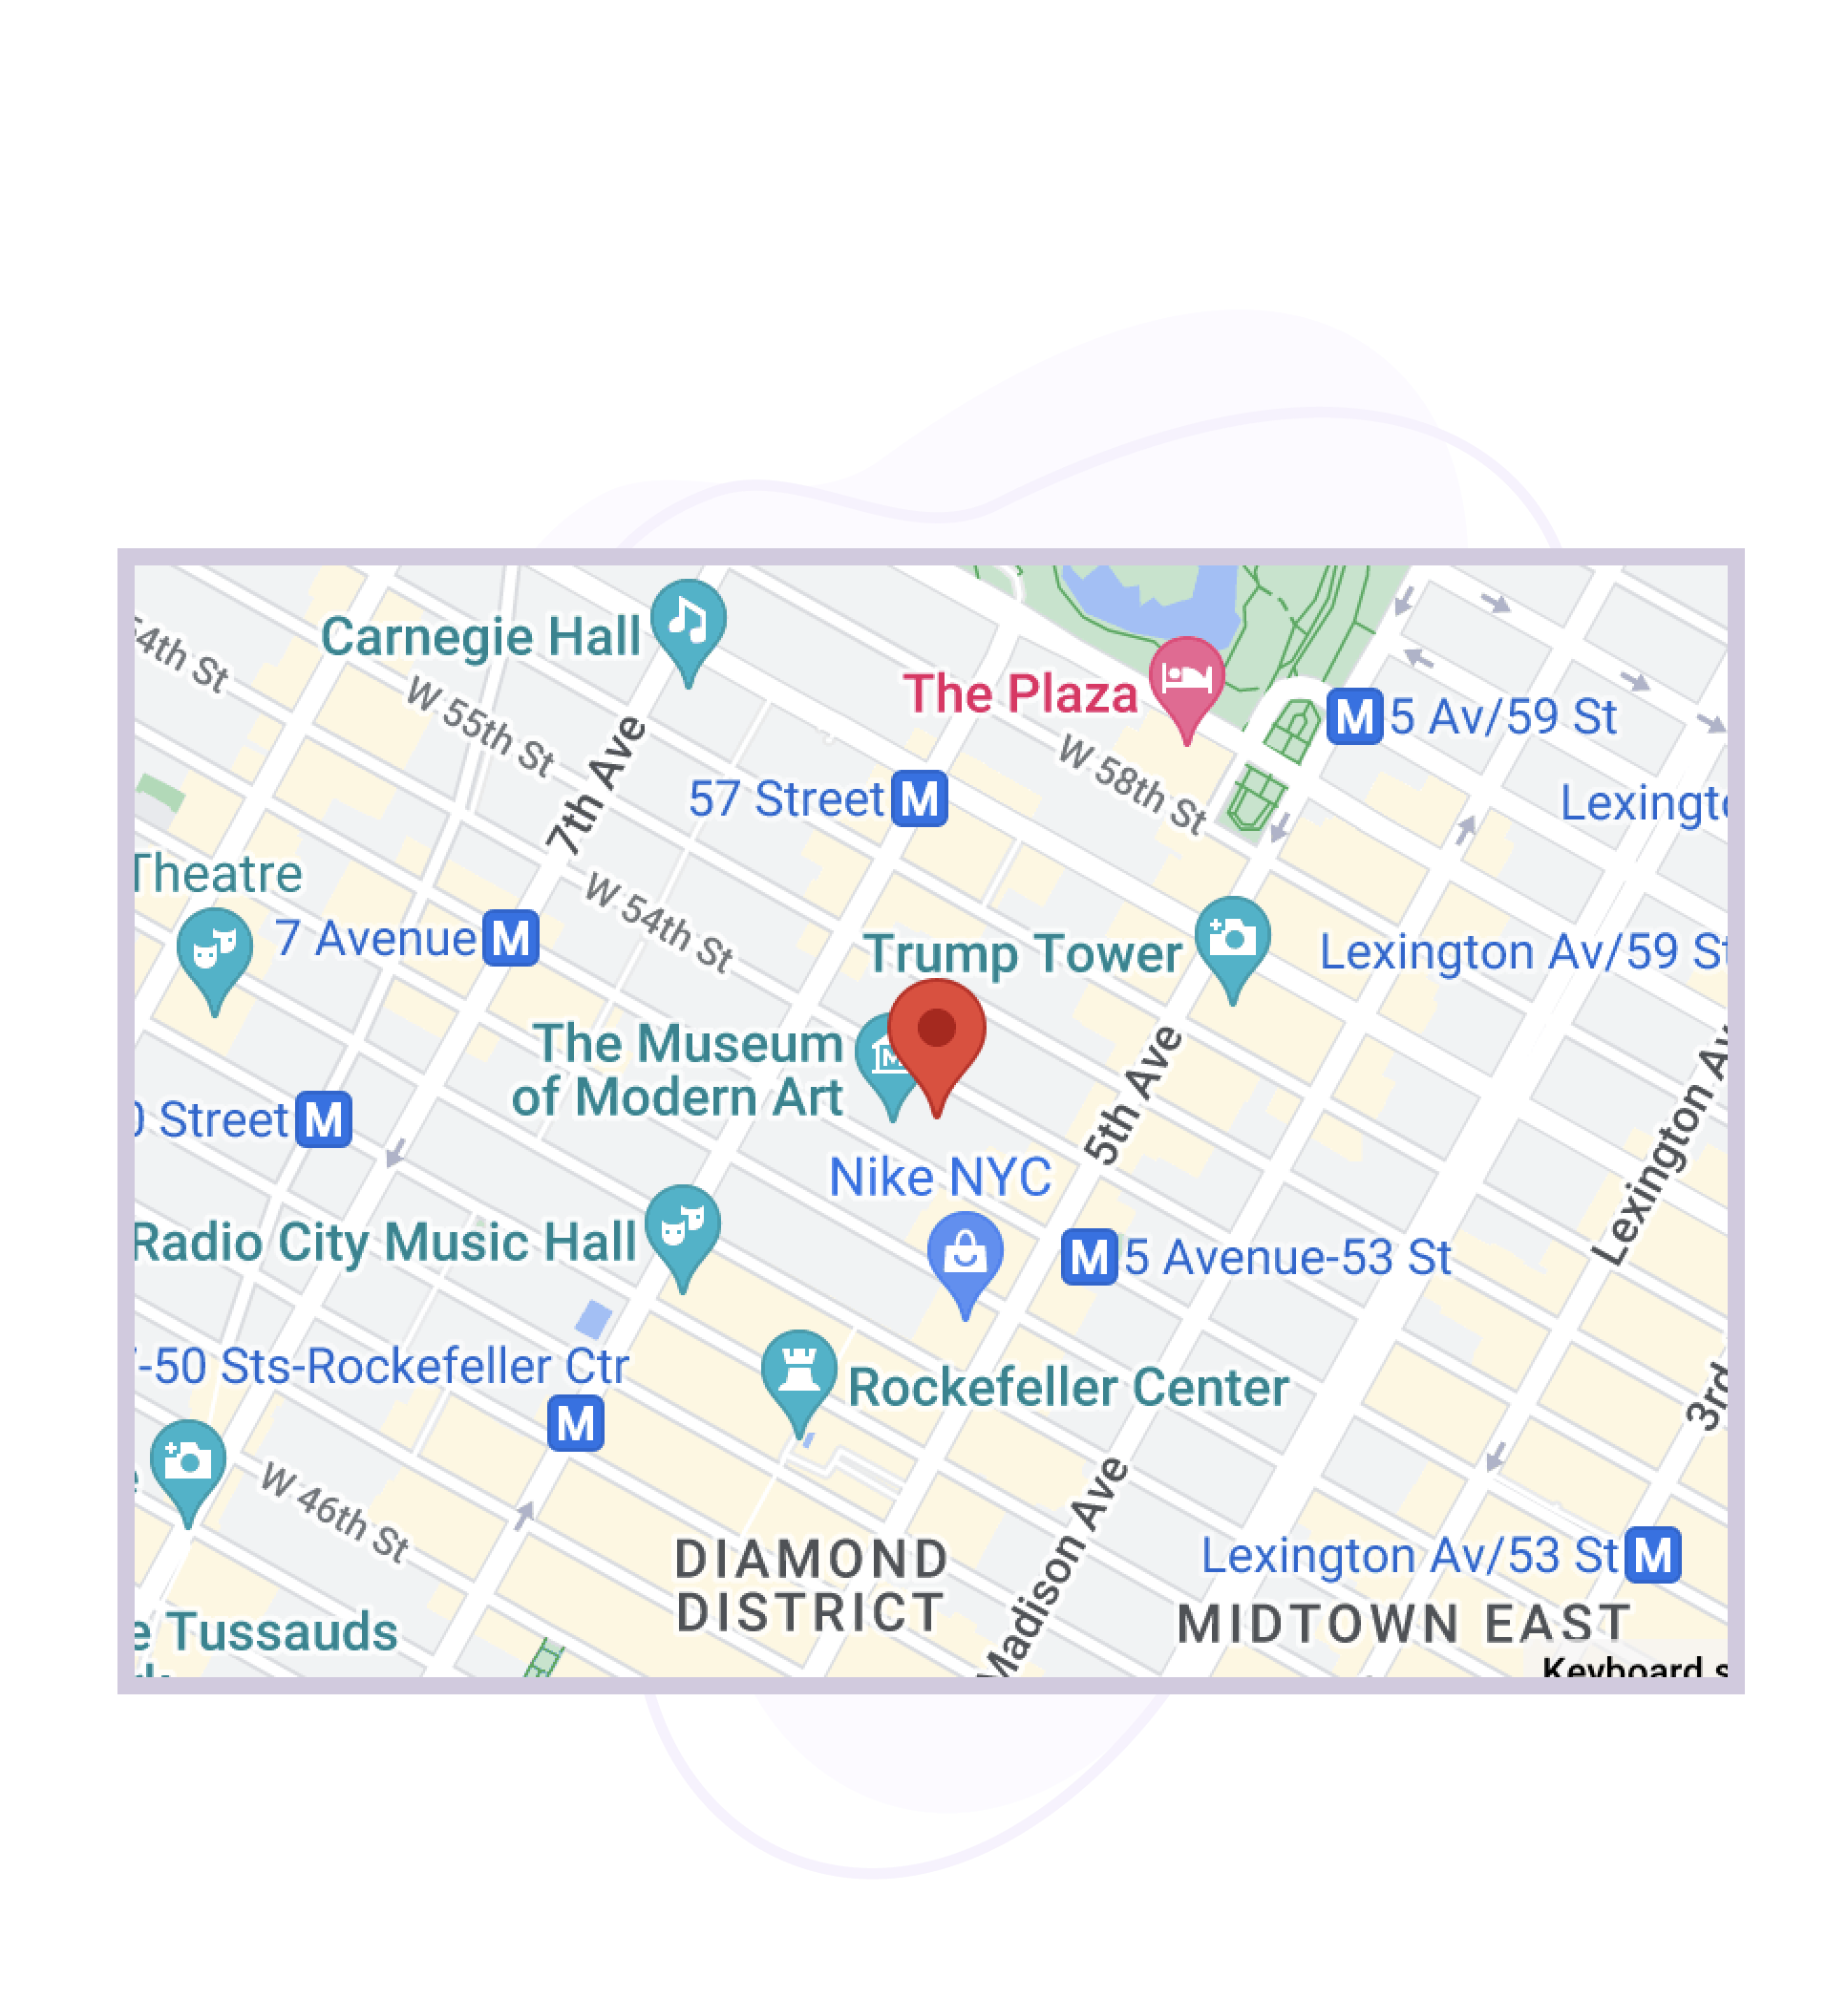 Carnegie Hall
54th St
W 55th St
The Plaza
M 5 Av/59 St
7th Ave
57 Street M
W 58th St
Theatre
W 54th St
7 Avenue M
Trump Tower
Lexington Av/59 St
The Museum
of Modern Art
M
5th Ave
Lexington Av
Street M
Nike NYC
Radio City Music Hall
M 5 Avenue-53 St
-50 Sts-Rockefeller Ctr
M
Rockefeller Center
3rd
W 46th St
Madison Ave
DIAMOND
DISTRICT
Lexington Av/53 St M
MIDTOWN EAST
e Tussauds
Keyboard s